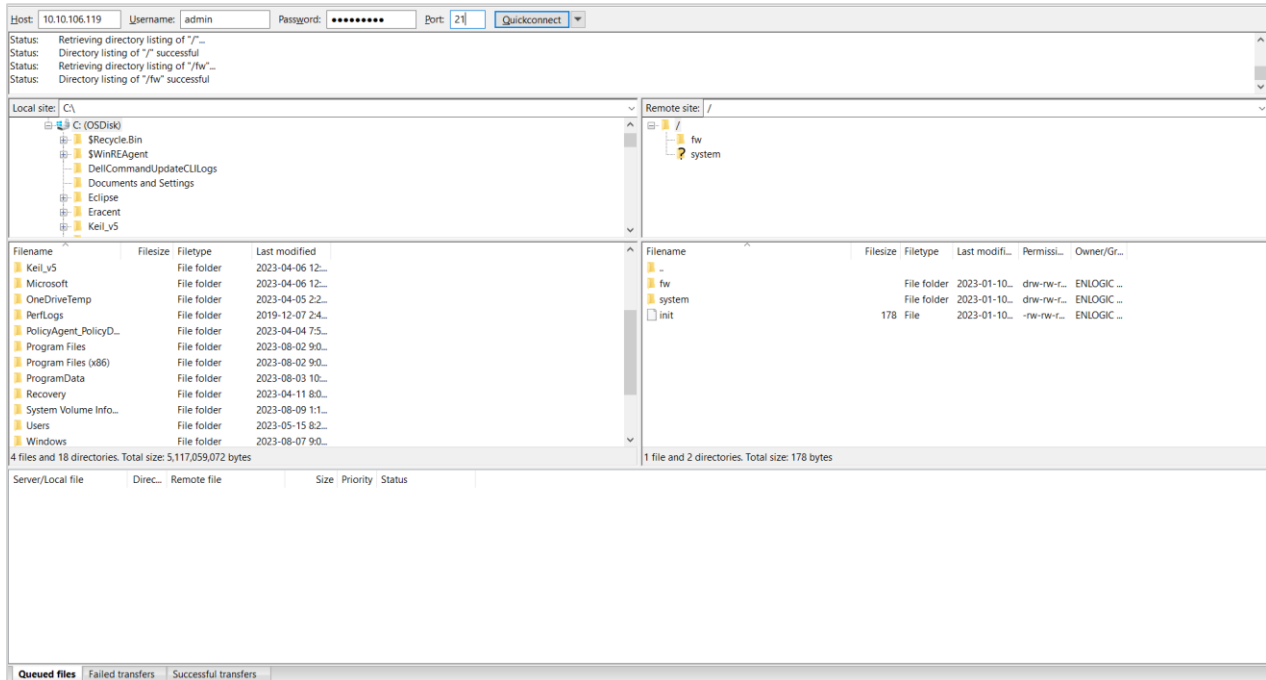 Host: 10.10.106.119 Username: admin Password: ●●●●●●●●● Port: 21 Quickconnect
Status: Retrieving directory listing of "/"...
Status: Directory listing of "/" successful
Status: Retrieving directory listing of "/fw"...
Status: Directory listing of "/fw" successful
Local site: C:\
C: (OSDisk)
$Recycle.Bin
$WinREAgent
DellCommandUpdateCLILogs
Documents and Settings
Eclipse
Eracent
Keil_v5
Remote site: /
/
fw
? system
Filename Filesize Filetype Last modified
Keil_v5 File folder 2023-04-06 12:...
Microsoft File folder 2023-04-06 12:...
OneDriveTemp File folder 2023-04-05 2:2...
PerfLogs File folder 2019-12-07 2:4...
PolicyAgent_PolicyD... File folder 2023-04-04 7:5...
Program Files File folder 2023-08-02 9:0...
Program Files (x86) File folder 2023-08-02 9:0...
ProgramData File folder 2023-08-03 10:...
Recovery File folder 2023-04-11 8:0...
System Volume Info... File folder 2023-08-09 1:1...
Users File folder 2023-05-15 8:2...
Windows File folder 2023-08-07 9:0...
4 files and 18 directories. Total size: 5,117,059,072 bytes
Filename Filesize Filetype Last modifi... Permissi... Owner/Gr...
..
fw File folder 2023-01-10... drw-rw-r... ENLOGIC ...
system File folder 2023-01-10... drw-rw-r... ENLOGIC ...
init 178 File 2023-01-10... -rw-rw-r... ENLOGIC ...
1 file and 2 directories. Total size: 178 bytes
Server/Local file Direc... Remote file Size Priority Status
Queued files Failed transfers Successful transfers